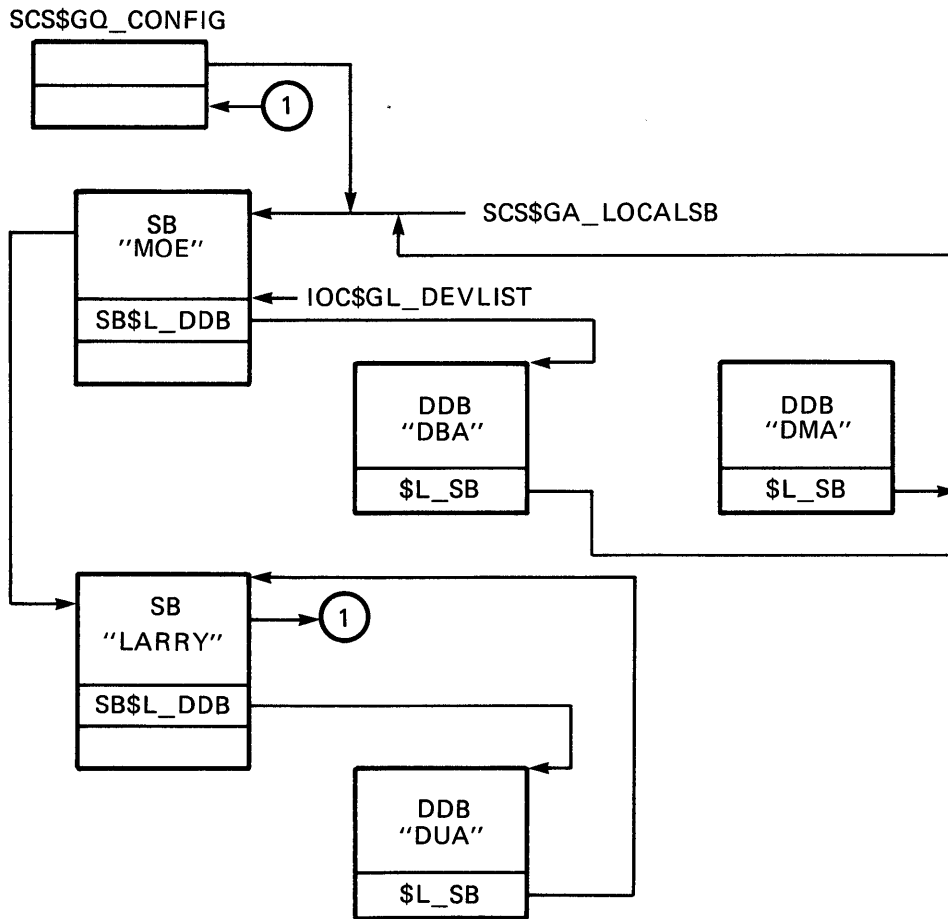 SCS$GQ_CONFIG
1
SB
"MOE"
SCS$GA_LOCALSB
IOC$GL_DEVLIST
SB$L_DDB
DDB
"DBA"
$L_SB
DDB
"DMA"
$L_SB
SB
"LARRY"
1
SB$L_DDB
DDB
"DUA"
$L_SB